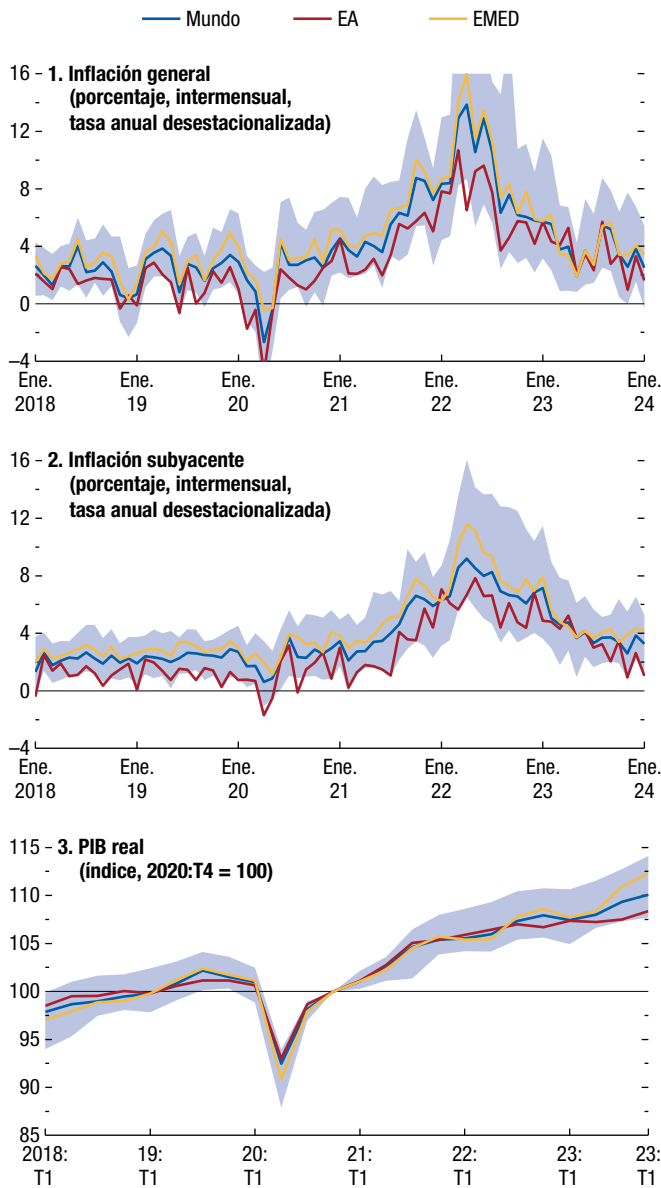 Mundo EA EMED
1. Inflación general
(porcentaje, intermensual,
tasa anual desestacionalizada)
16
12
8
4
0
–4
Ene. Ene. Ene. Ene. Ene. Ene. Ene.
2018 19 20 21 22 23 24
2. Inflación subyacente
(porcentaje, intermensual,
tasa anual desestacionalizada)
16
12
8
4
0
–4
Ene. Ene. Ene. Ene. Ene. Ene. Ene.
2018 19 20 21 22 23 24
3. PIB real
(índice, 2020:T4 = 100)
115
110
105
100
95
90
85
2018: 19: 20: 21: 22: 23: 23:
T1 T1 T1 T1 T1 T1 T1